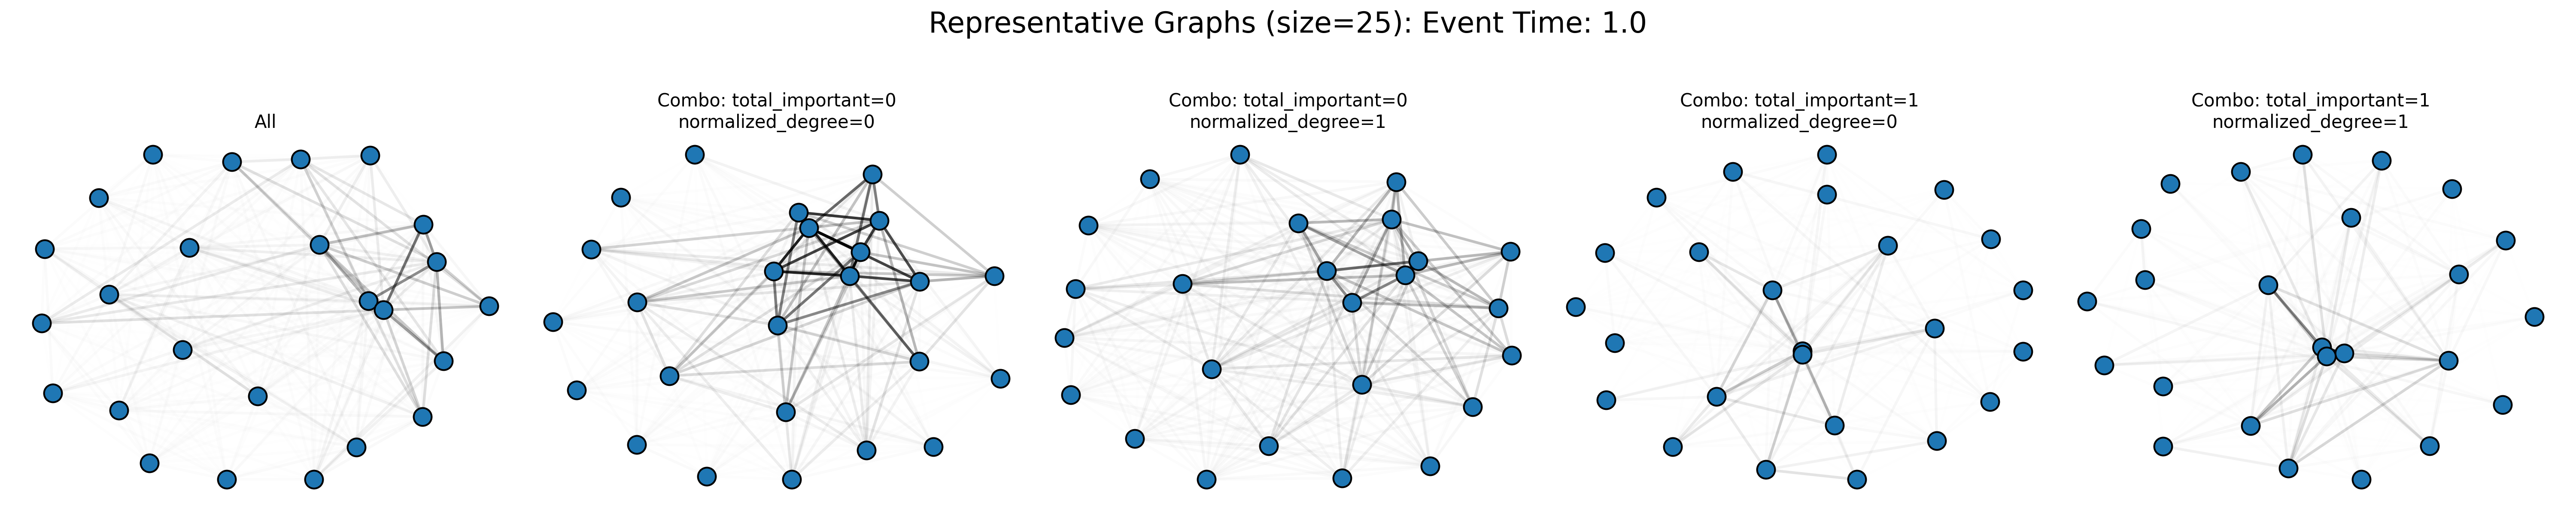 Representative Graphs (size=25): Event Time: 1.0
All
Combo: total_important=0
normalized_degree=0
Combo: total_important=0
normalized_degree=1
Combo: total_important=1
normalized_degree=0
Combo: total_important=1
normalized_degree=1